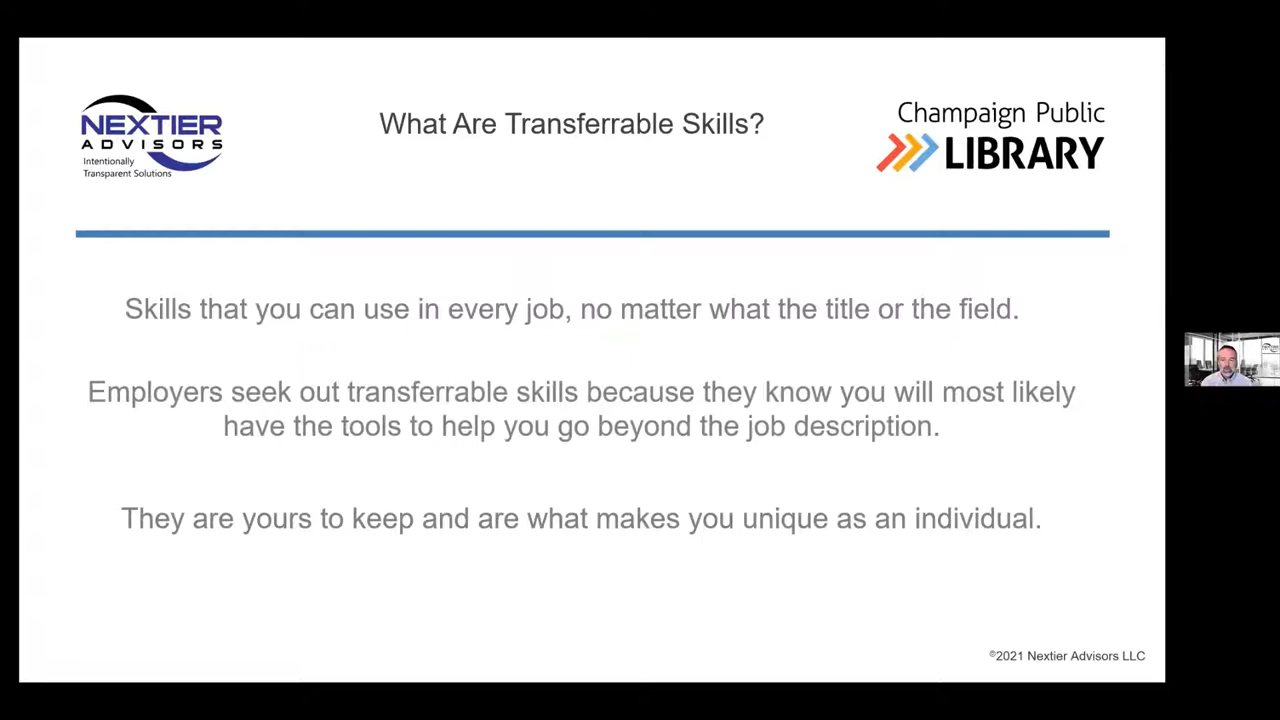 NEXTIER
ADVISORS
Intentionally
Transparent Solutions
What Are Transferrable Skills?
Champaign Public
LIBRARY
Skills that you can use in every job, no matter what the title or the field.
Employers seek out transferrable skills because they know you will most likely
have the tools to help you go beyond the job description.
They are yours to keep and are what makes you unique as an individual.
©2021 Nextier Advisors LLC